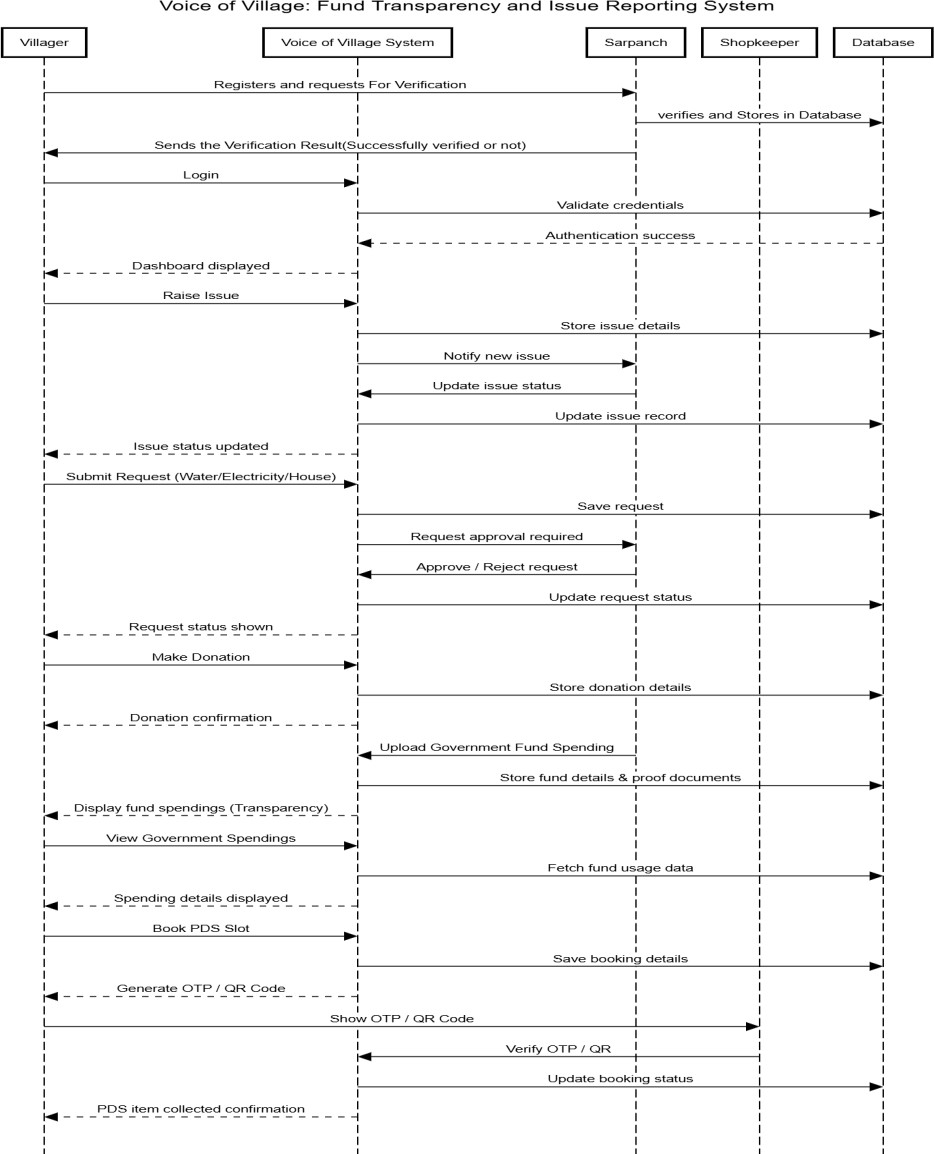 Voice of Village: Fund Transparency and Issue Reporting System
Villager
Voice of Village System
Sarpanch
Shopkeeper
Database
Registers and requests For Verification
verifies and Stores in Database
Sends the Verification Result(Successfully verified or not)
Login
Validate credentials
Authentication success
Dashboard displayed
Raise Issue
Store issue details
Notify new issue
Update issue status
Update issue record
Issue status updated
Submit Request (Water/Electricity/House)
Save request
Request approval required
Approve / Reject request
Update request status
Request status shown
Make Donation
Store donation details
Donation confirmation
Upload Government Fund Spending
Store fund details & proof documents
Display fund spendings (Transparency)
View Government Spendings
Fetch fund usage data
Spending details displayed
Book PDS Slot
Save booking details
Generate OTP / QR Code
Show OTP / QR Code
Verify OTP / QR
Update booking status
PDS item collected confirmation